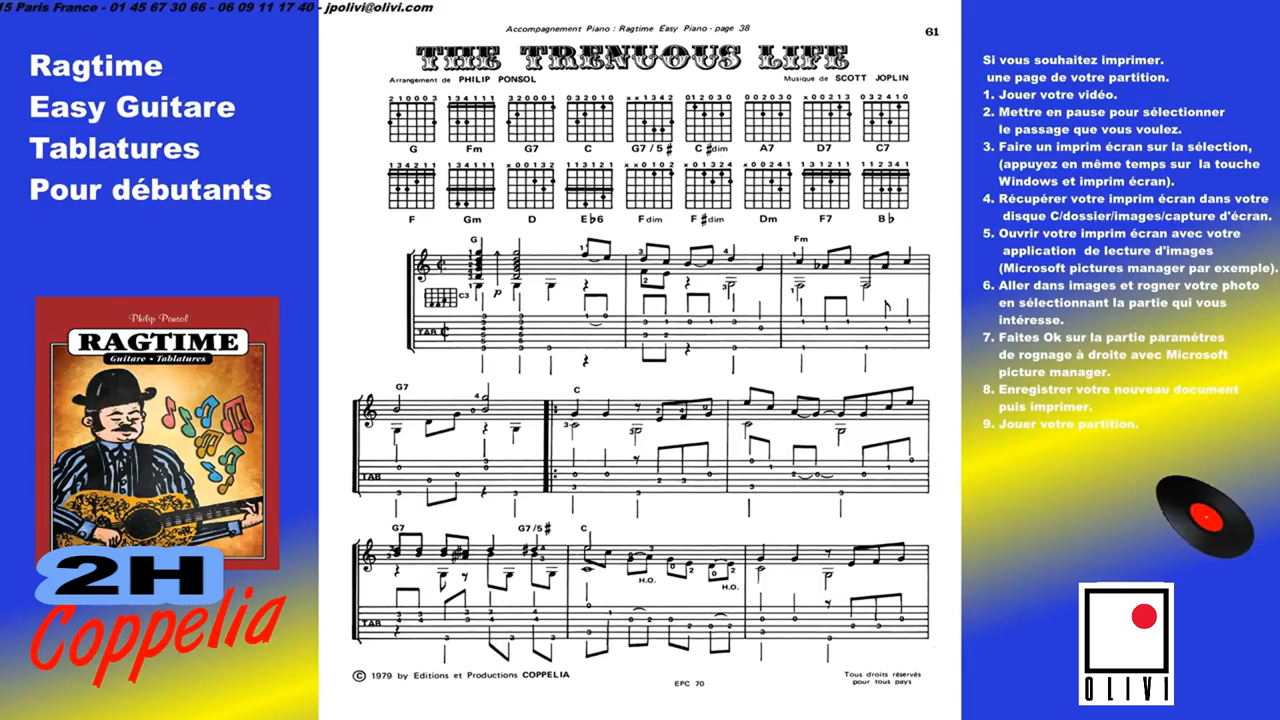 15 Paris France - 01 45 67 30 66 - 06 09 11 17 40 - jpolivi@olivi.com
Ragtime
Easy Guitare
Tablatures
Pour débutants
Philip Ponsol
RAGTIME
Guitare • Tablatures
2H
Coppelia
Accompagnement Piano : Ragtime Easy Piano - page 38
61
THE TRENUOUS LIFE
Arrangement de PHILIP PONSOL
Musique de SCOTT JOPLIN
G Fm G7 C G7/5# C#dim A7 D7 C7
F Gm D E♭6 Fdim F#dim Dm F7 B♭
G Fm
C3
p
TAB
G7 C
TAB
G7 G7/5# C
H.O. H.O.
TAB
© 1979 by Editions et Productions COPPELIA
EPC 70
Tous droits réservés
pour tous pays
Si vous souhaitez imprimer.
une page de votre partition.
1. Jouer votre vidéo.
2. Mettre en pause pour sélectionner
le passage que vous voulez.
3. Faire un imprim écran sur la sélection,
(appuyez en même temps sur la touche
Windows et imprim écran).
4. Récupérer votre imprim écran dans votre
disque C/dossier/images/capture d'écran.
5. Ouvrir votre imprim écran avec votre
application de lecture d'images
(Microsoft pictures manager par exemple).
6. Aller dans images et rogner votre photo
en sélectionnant la partie qui vous
intéresse.
7. Faites Ok sur la partie paramétres
de rognage à droite avec Microsoft
picture manager.
8. Enregistrer votre nouveau document
puis imprimer.
9. Jouer votre partition.
OLIVI